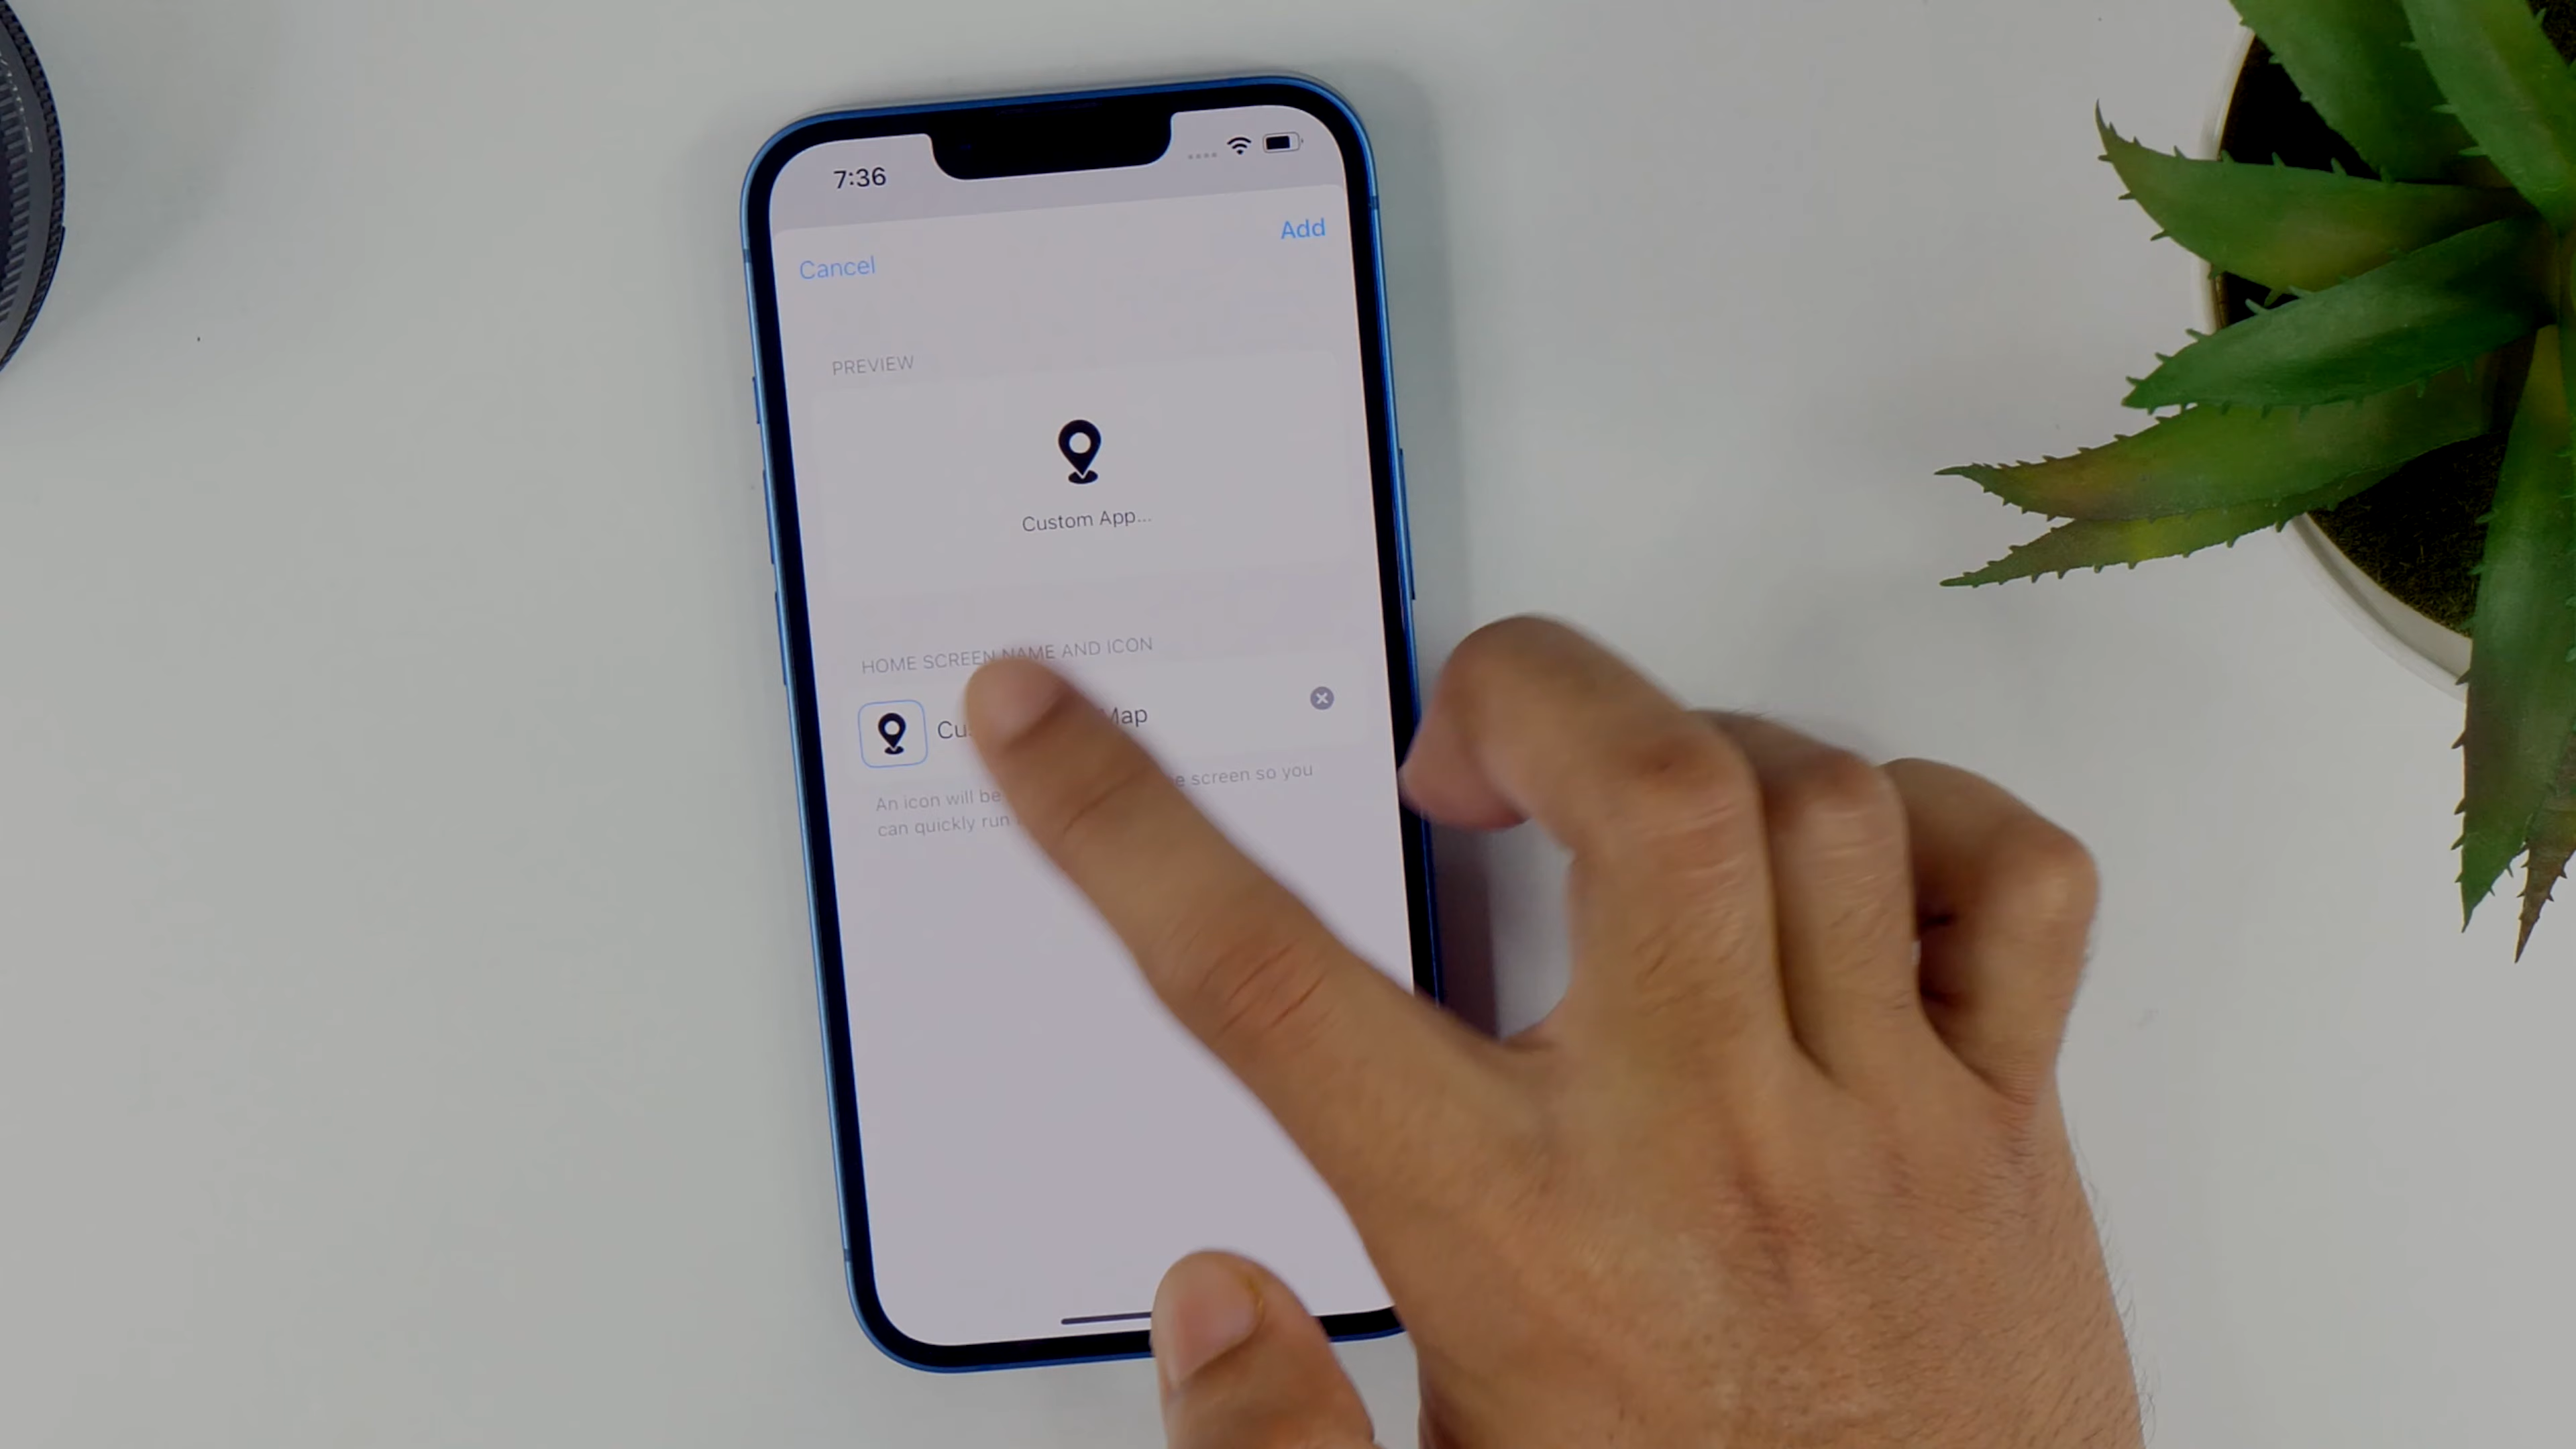 7:36
Cancel
Add
PREVIEW
Custom App...
HOME SCREEN NAME AND ICON
Map
An icon will be
e screen so you
can quickly run